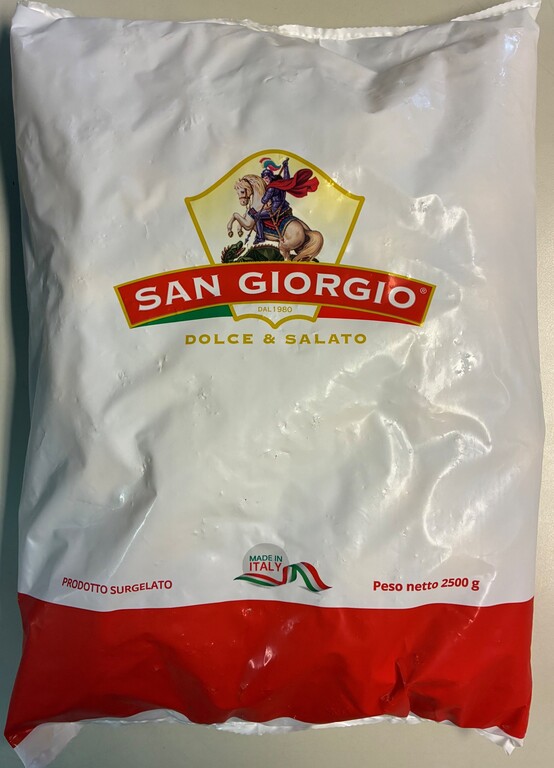 SAN GIORGIO®
DAL 1980
DOLCE & SALATO
MADE IN
ITALY
PRODOTTO SURGELATO
Peso netto 2500 g